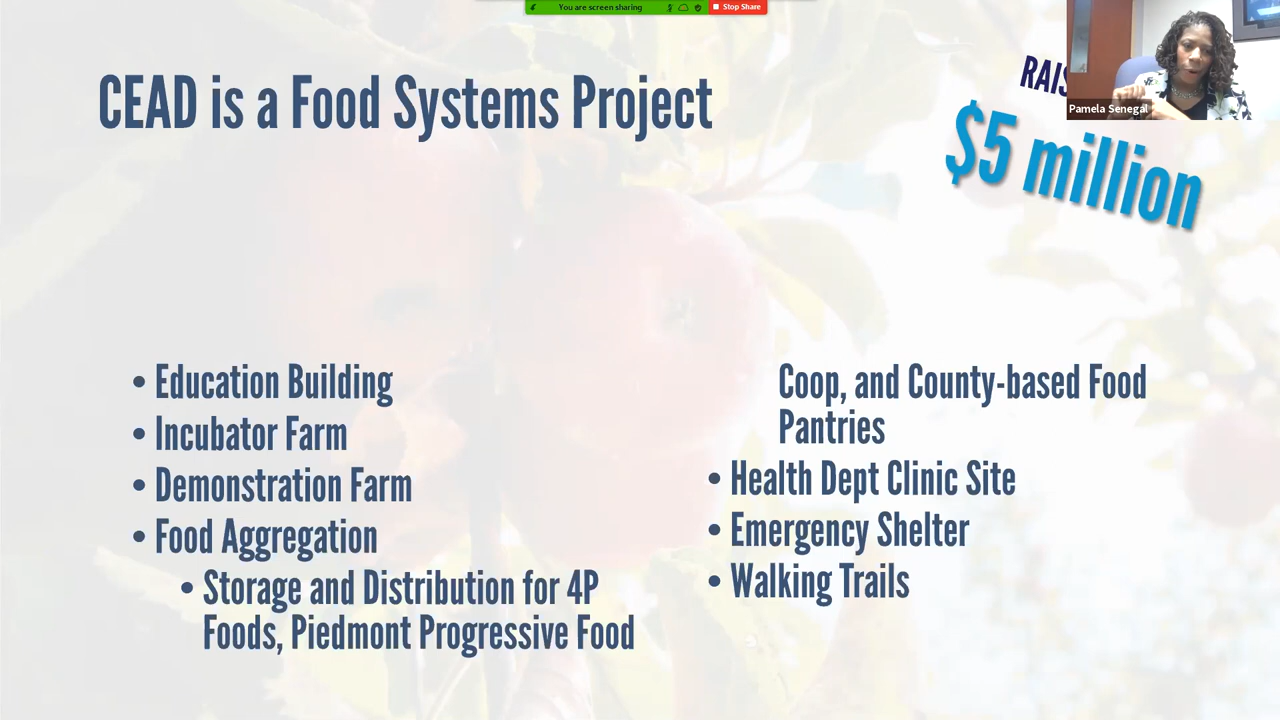 You are screen sharing
Stop Share
CEAD is a Food Systems Project
Pamela Senegal
$5 million
• Education Building
• Incubator Farm
• Demonstration Farm
• Food Aggregation
• Storage and Distribution for 4P
Foods, Piedmont Progressive Food
Coop, and County-based Food
Pantries
• Health Dept Clinic Site
• Emergency Shelter
• Walking Trails